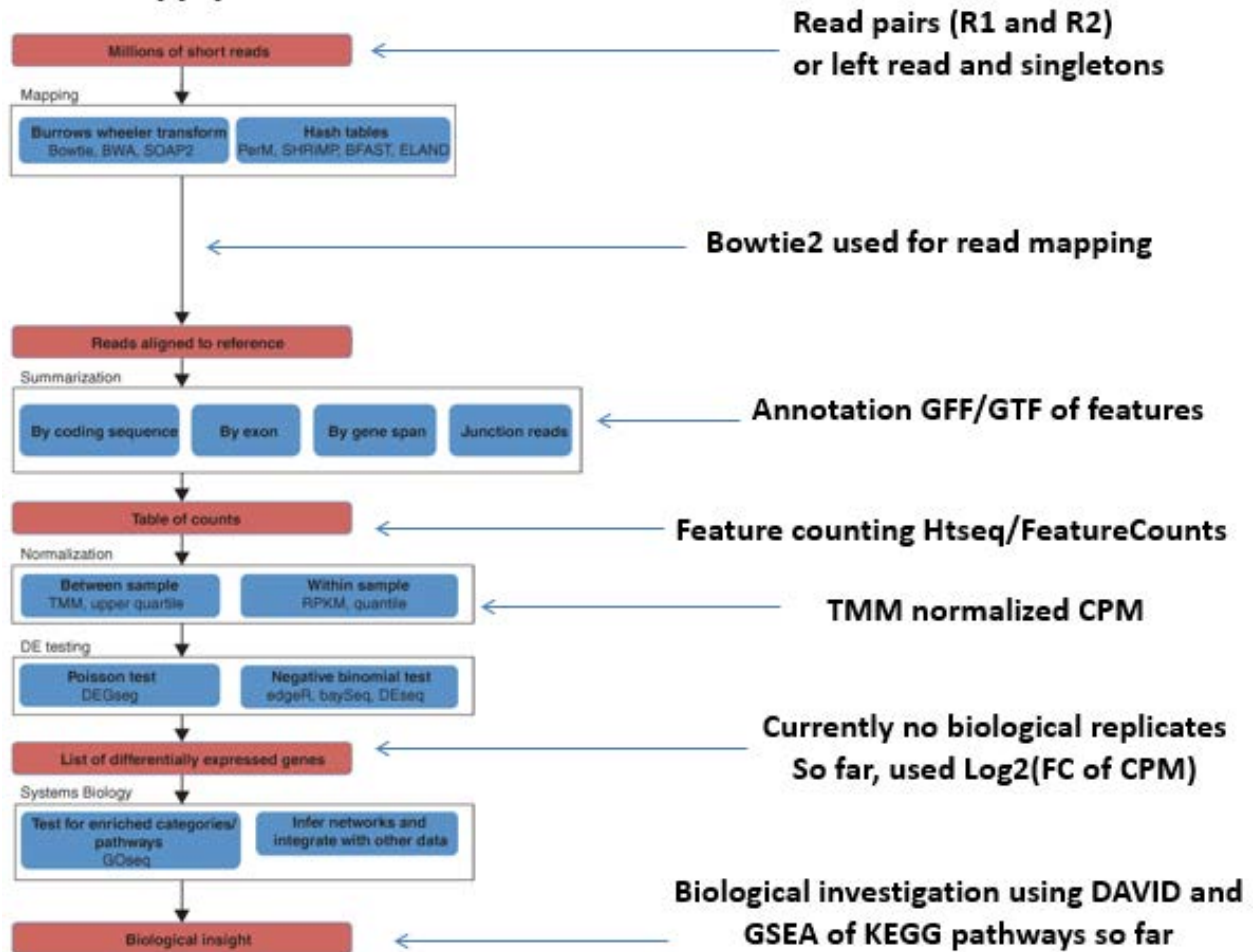 Read pairs (R1 and R2)
or left read and singletons
Millions of short reads
Mapping
Burrows wheeler transform
Bowtie, BWA, SOAP2
Hash tables
PerM, SHRiMP, BFAST, ELAND
Bowtie2 used for read mapping
Reads aligned to reference
Summarization
By coding sequence
By exon
By gene span
Junction reads
Annotation GFF/GTF of features
Table of counts
Feature counting Htseq/FeatureCounts
Normalization
Between sample
TMM, upper quartile
Within sample
RPKM, quantile
TMM normalized CPM
DE testing
Poisson test
DEGseg
Negative binomial test
edgeR, baySeq, DEseq
Currently no biological replicates
So far, used Log2(FC of CPM)
List of differentially expressed genes
Systems Biology
Test for enriched categories/
pathways
GOseq
Infer networks and
integrate with other data
Biological investigation using DAVID and
GSEA of KEGG pathways so far
Biological insight